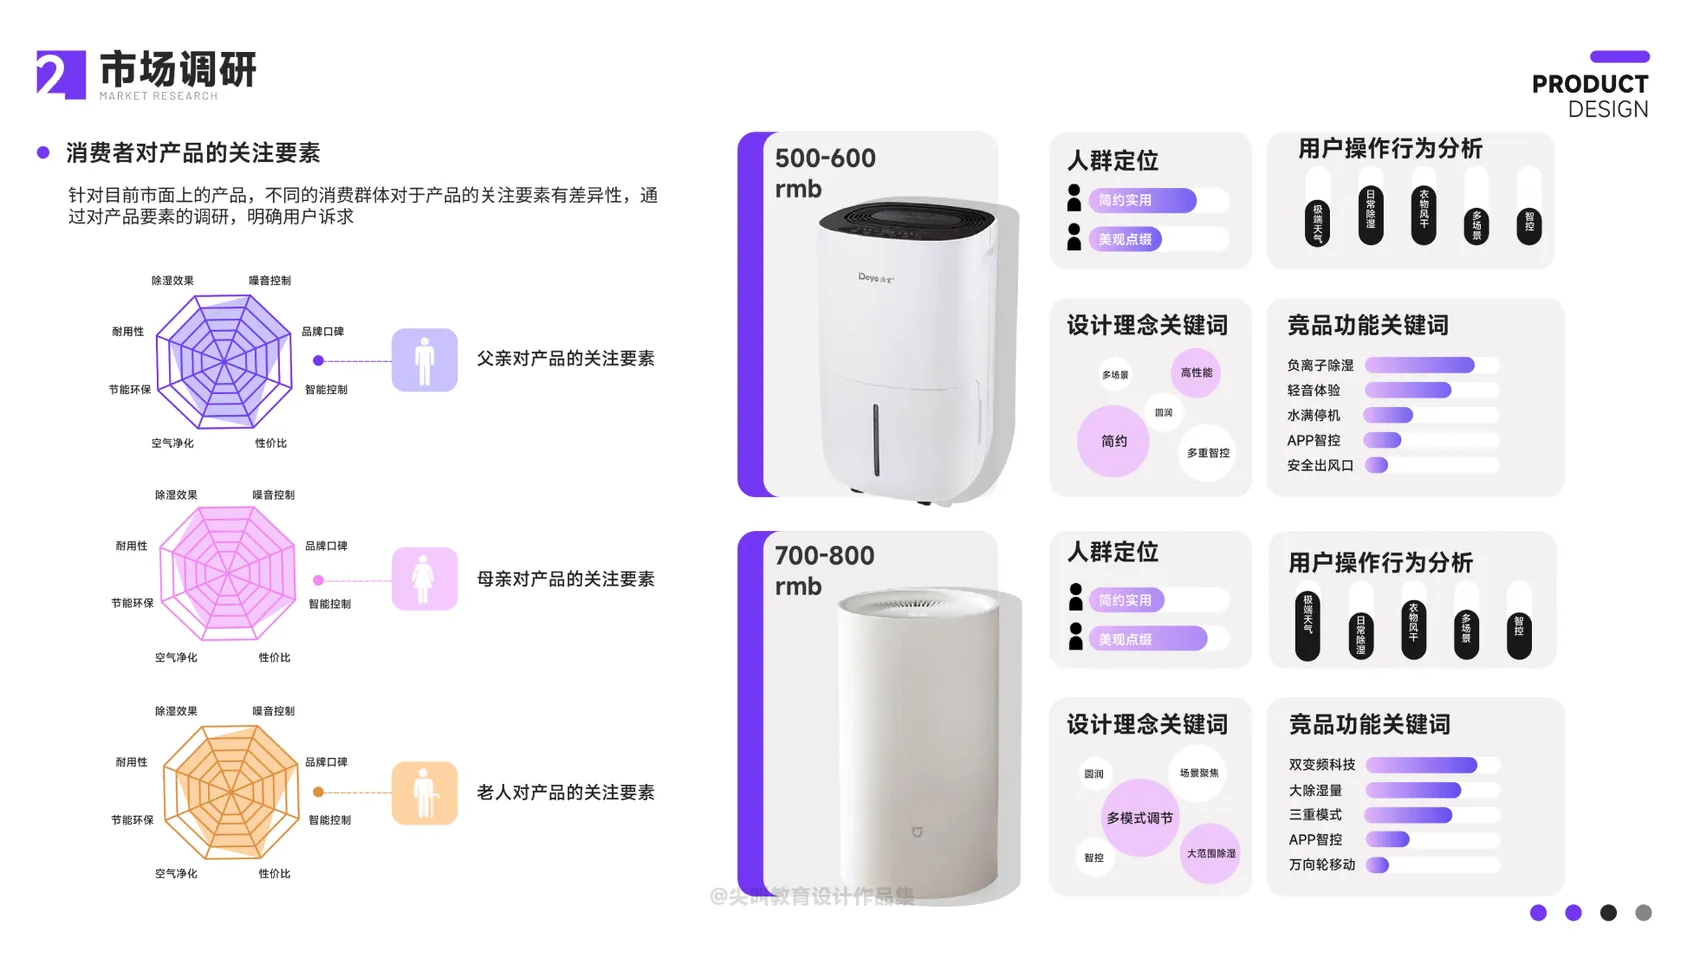 2
市场调研
MARKET RESEARCH
PRODUCT
DESIGN
消费者对产品的关注要素
针对目前市面上的产品，不同的消费群体对于产品的关注要素有差异性，通
过对产品要素的调研，明确用户诉求
除湿效果
噪音控制
耐用性
品牌口碑
节能环保
智能控制
空气净化
性价比
父亲对产品的关注要素
除湿效果
噪音控制
耐用性
品牌口碑
节能环保
智能控制
空气净化
性价比
母亲对产品的关注要素
除湿效果
噪音控制
耐用性
品牌口碑
节能环保
智能控制
空气净化
性价比
老人对产品的关注要素
500-600
rmb
Deye
人群定位
简约实用
美观点缀
用户操作行为分析
极端天气
日常除湿
衣物风干
多场景
智控
设计理念关键词
多场景
高性能
圆润
简约
多重智控
竞品功能关键词
负离子除湿
轻音体验
水满停机
APP智控
安全出风口
700-800
rmb
人群定位
简约实用
美观点缀
用户操作行为分析
极端天气
日常除湿
衣物风干
多场景
智控
设计理念关键词
圆润
场景聚焦
多模式调节
智控
大范围除湿
竞品功能关键词
双变频科技
大除湿量
三重模式
APP智控
万向轮移动
@尖叫教育设计作品集